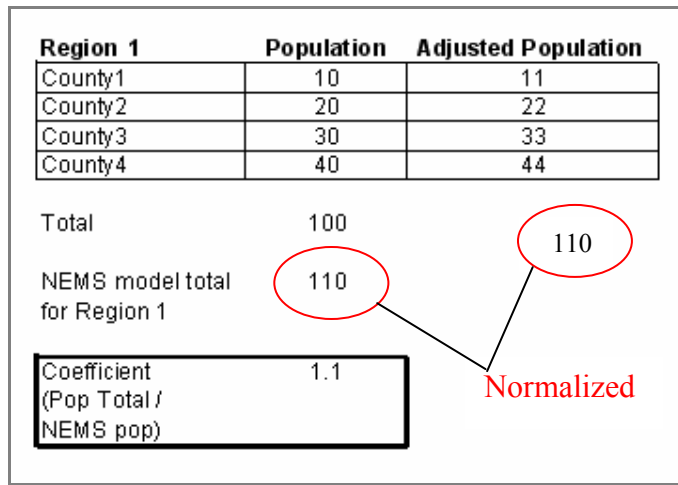 Region 1 Population Adjusted Population
County1 10 11
County2 20 22
County3 30 33
County4 40 44
Total 100
110
NEMS model total 110
for Region 1
Coefficient 1.1
(Pop Total /
NEMS pop)
Normalized